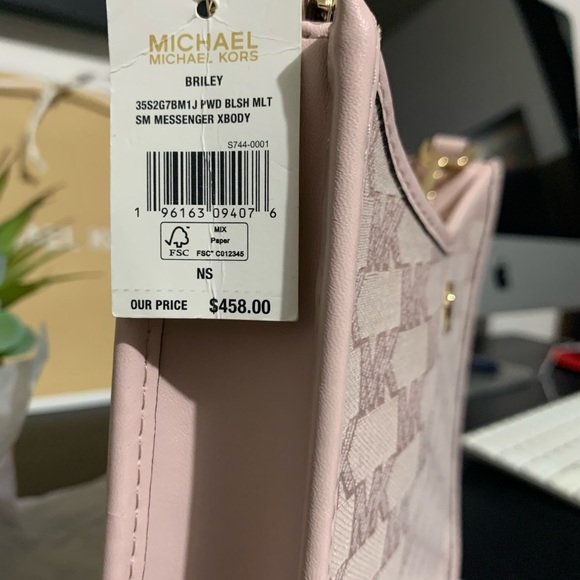 MICHAEL
MICHAEL KORS
BRILEY
35S2G7BM1J PWD BLSH MLT
SM MESSENGER XBODY
S744-0001
1 96163 09407 6
FSC
MIX
Paper
FSC® C012345
NS
OUR PRICE $458.00
MK